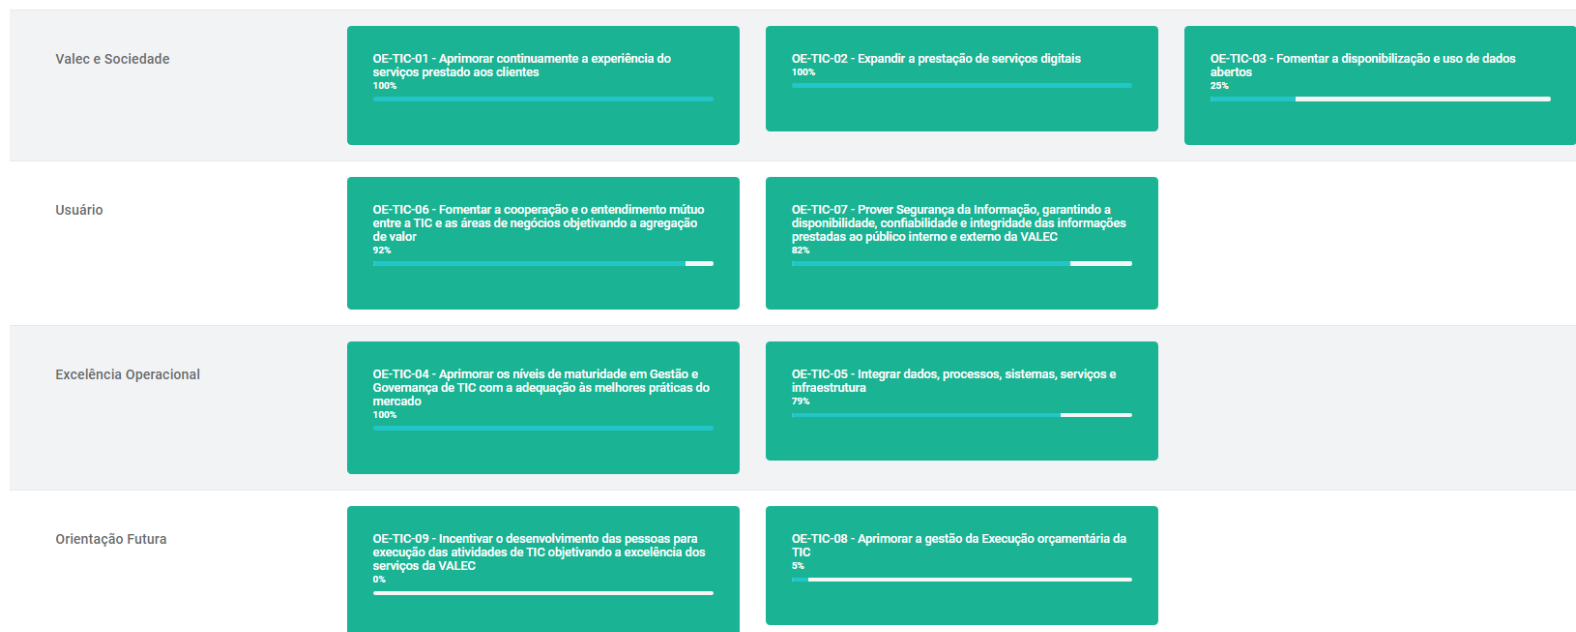 Valec e Sociedade
OE-TIC-01 - Aprimorar continuamente a experiência do
serviços prestado aos clientes
100%
OE-TIC-02 - Expandir a prestação de serviços digitais
100%
OE-TIC-03 - Fomentar a disponibilização e uso de dados
abertos
25%
Usuário
OE-TIC-06 - Fomentar a cooperação e o entendimento mútuo
entre a TIC e as áreas de negócios objetivando a agregação
de valor
92%
OE-TIC-07 - Prover Segurança da Informação, garantindo a
disponibilidade, confiabilidade e integridade das informações
prestadas ao público interno e externo da VALEC
82%
Excelência Operacional
OE-TIC-04 - Aprimorar os níveis de maturidade em Gestão e
Governança de TIC com a adequação às melhores práticas do
mercado
100%
OE-TIC-05 - Integrar dados, processos, sistemas, serviços e
infraestrutura
79%
Orientação Futura
OE-TIC-09 - Incentivar o desenvolvimento das pessoas para
execução das atividades de TIC objetivando a excelência dos
serviços da VALEC
0%
OE-TIC-08 - Aprimorar a gestão da Execução orçamentária da
TIC
5%